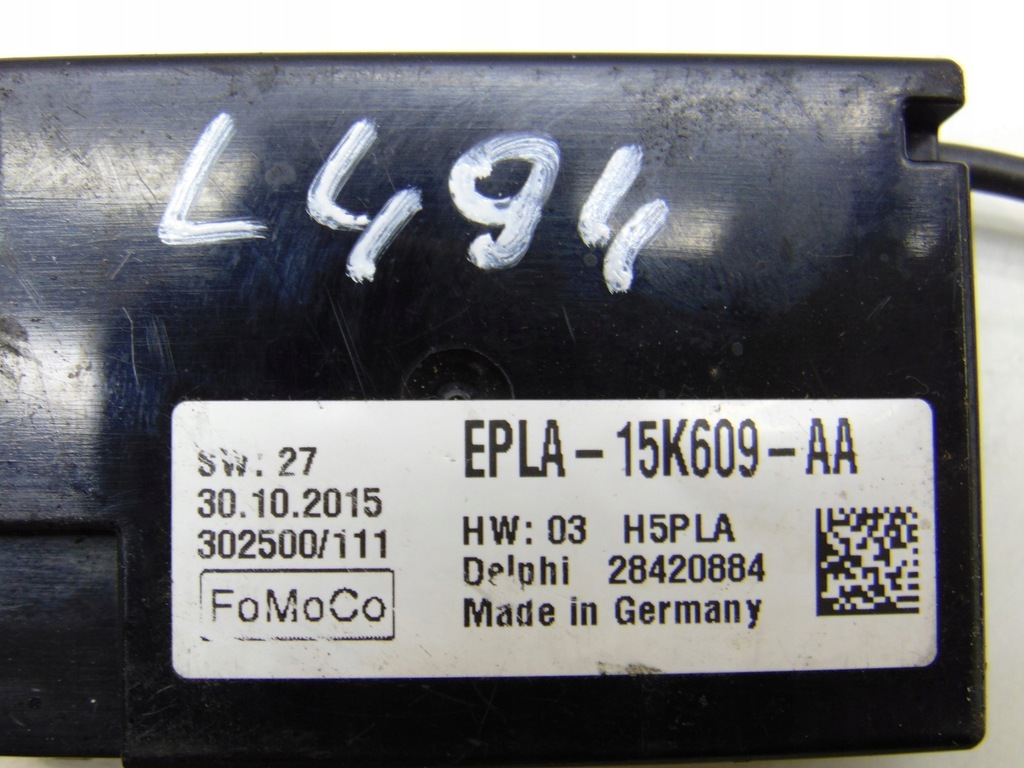 L494
EPLA-15K609-AA
SW: 27
30.10.2015
302500/111
FoMoCo
HW: 03 H5PLA
Delphi 28420884
Made in Germany